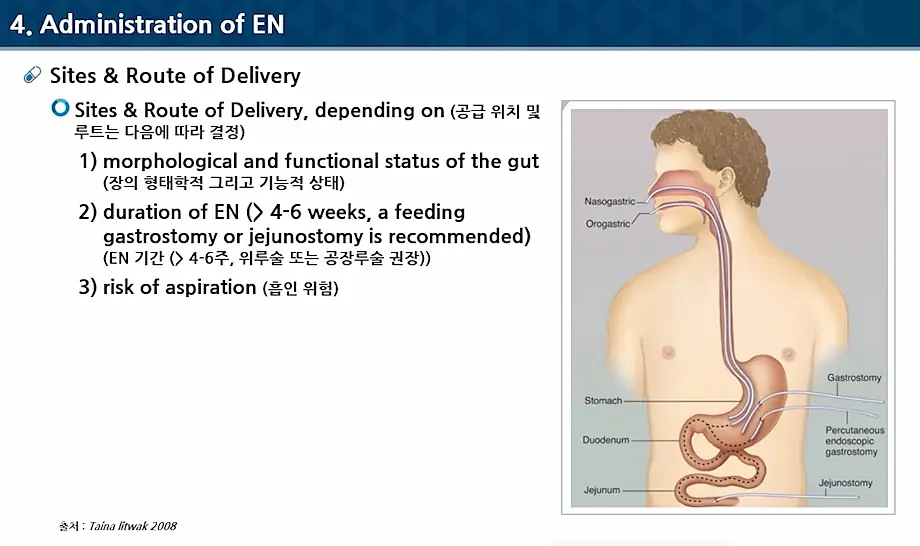 4. Administration of EN
Sites & Route of Delivery
Sites & Route of Delivery, depending on (공급 위치 및
루트는 다음에 따라 결정)
1) morphological and functional status of the gut
(장의 형태학적 그리고 기능적 상태)
2) duration of EN (> 4-6 weeks, a feeding
gastrostomy or jejunostomy is recommended)
(EN 기간 (> 4-6주, 위루술 또는 공장루술 권장))
3) risk of aspiration (흡인 위험)
Nasogastric
Orogastric
Stomach
Duodenum
Jejunum
Gastrostomy
Percutaneous
endoscopic
gastrostomy
Jejunostomy
출처 : Taina litwak 2008